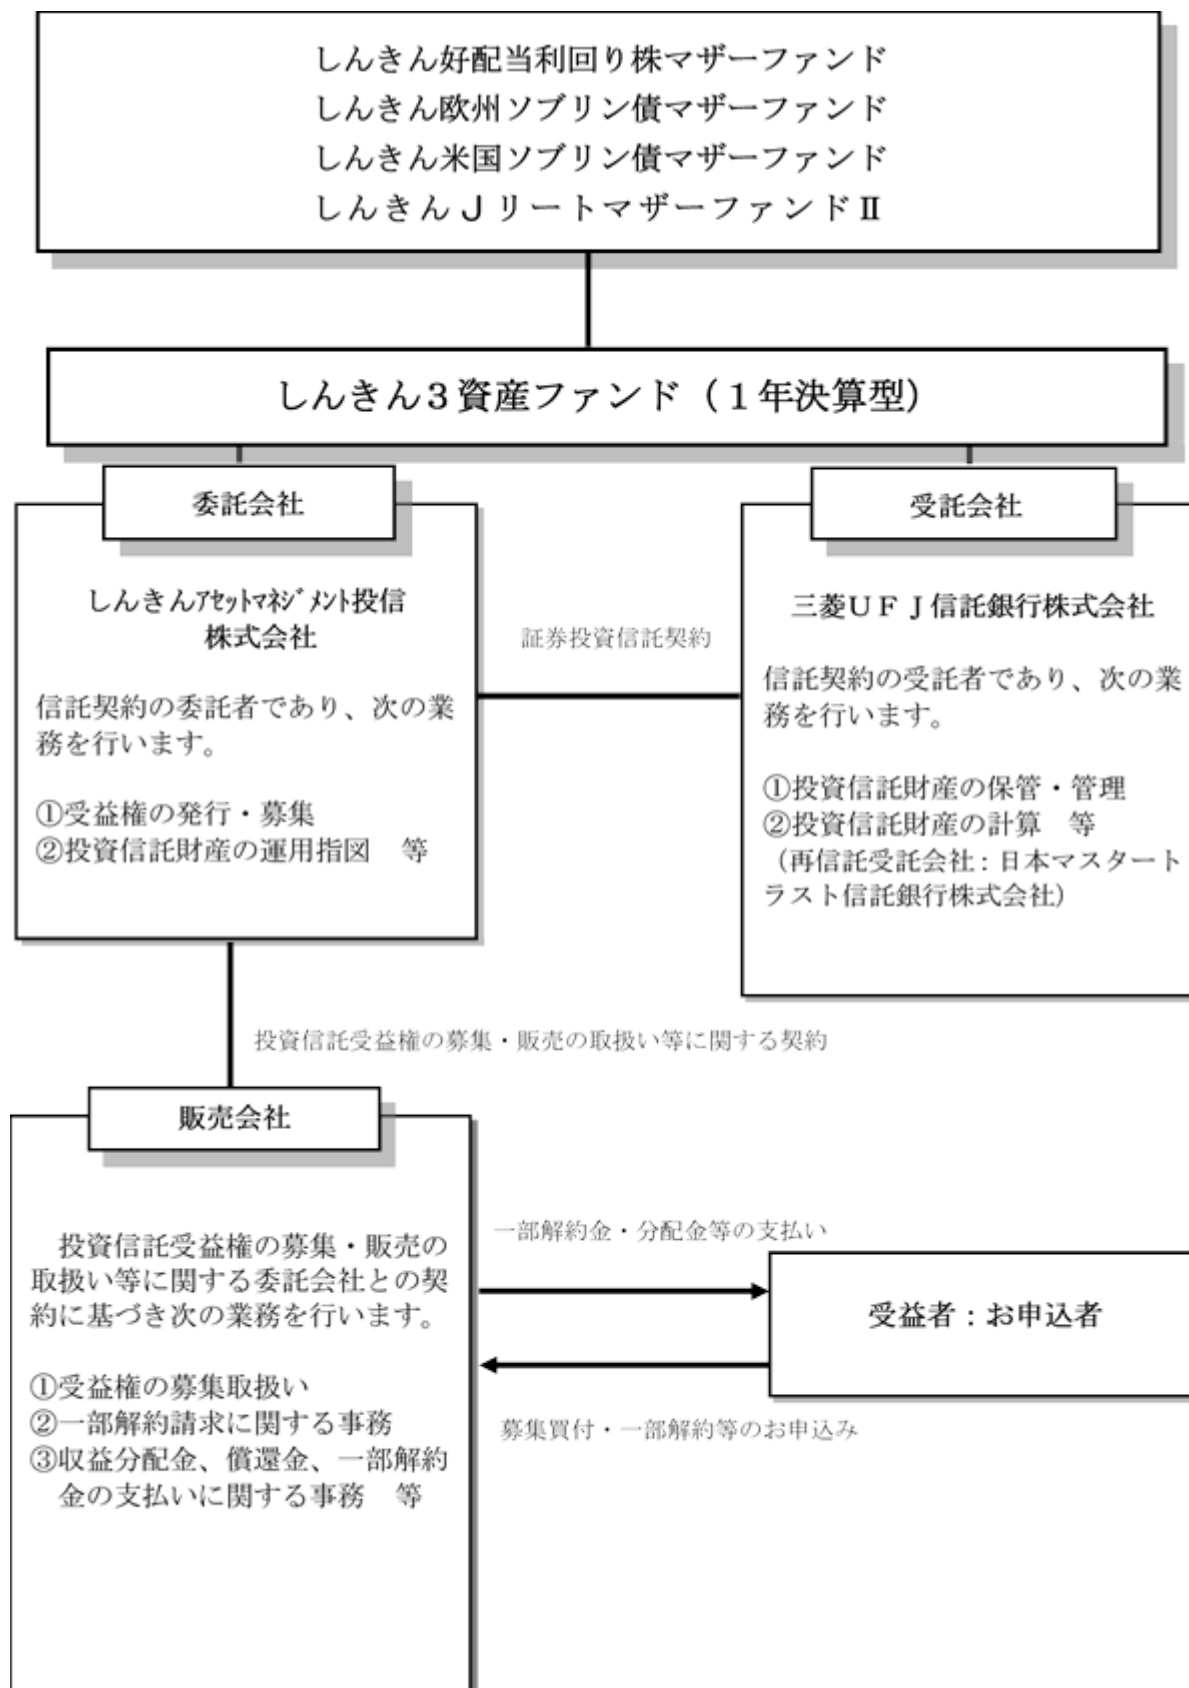 しんきん好配当利回り株マザーファンド
しんきん欧州ソブリン債マザーファンド
しんきん米国ソブリン債マザーファンド
しんきんJリートマザーファンドⅡ
しんきん3資産ファンド（1年決算型）
委託会社
しんきんｱｾｯﾄﾏﾈｼﾞﾒﾝﾄ投信
株式会社
信託契約の委託者であり、次の業
務を行います。
①受益権の発行・募集
②投資信託財産の運用指図　等
証券投資信託契約
受託会社
三菱UFJ信託銀行株式会社
信託契約の受託者であり、次の業
務を行います。
①投資信託財産の保管・管理
②投資信託財産の計算　等
（再信託受託会社：日本マスタート
ラスト信託銀行株式会社）
投資信託受益権の募集・販売の取扱い等に関する契約
販売会社
投資信託受益権の募集・販売の
取扱い等に関する委託会社との契
約に基づき次の業務を行います。
①受益権の募集取扱い
②一部解約請求に関する事務
③収益分配金、償還金、一部解約
金の支払いに関する事務　等
一部解約金・分配金等の支払い
受益者：お申込者
募集買付・一部解約等のお申込み